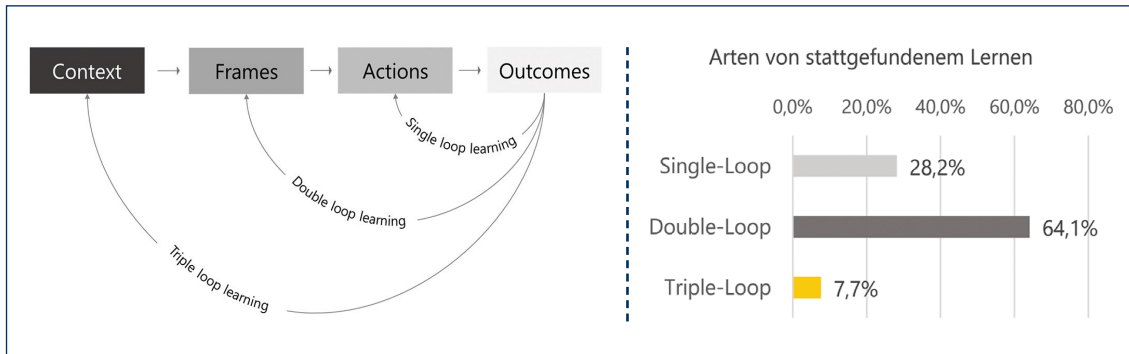 Context
Frames
Actions
Outcomes
Single loop learning
Double loop learning
Triple loop learning
Arten von stattgefundenem Lernen
0,0% 20,0% 40,0% 60,0% 80,0%
Single-Loop 28,2%
Double-Loop 64,1%
Triple-Loop 7,7%